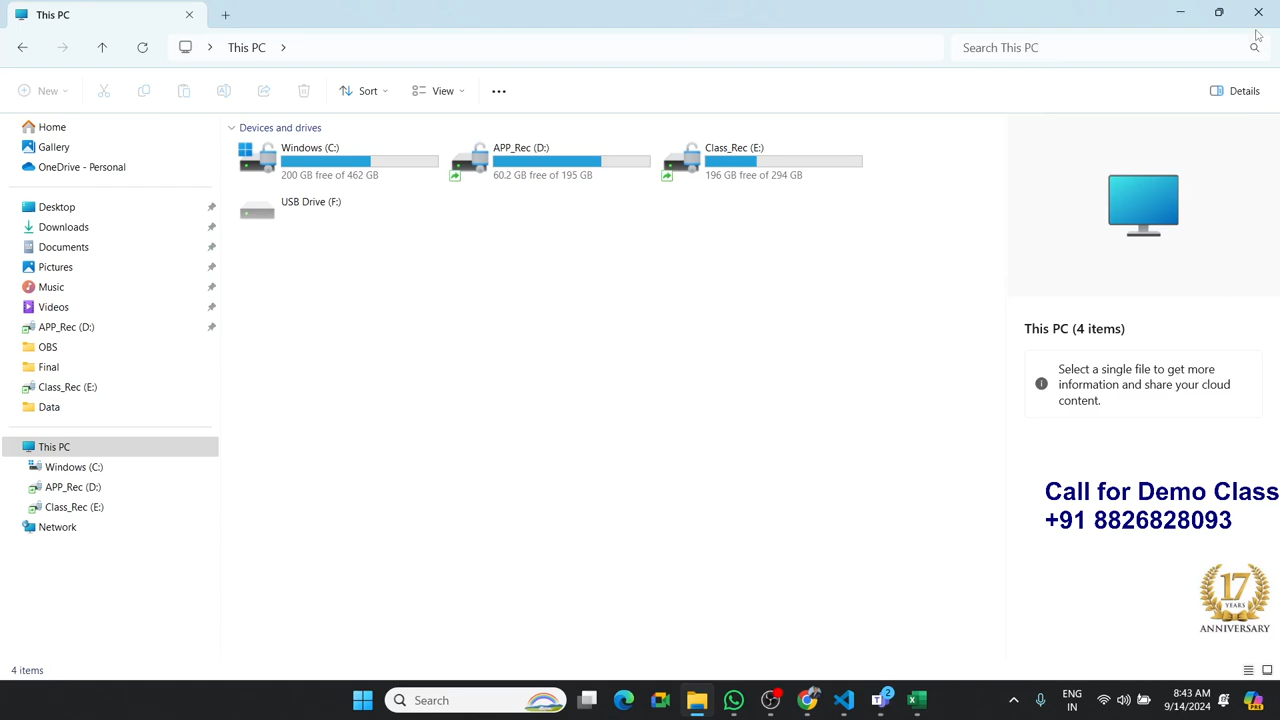 This PC
This PC
Search This PC
New
Sort
View
Details
Home
Gallery
OneDrive - Personal
Desktop
Downloads
Documents
Pictures
Music
Videos
APP_Rec (D:)
OBS
Final
Class_Rec (E:)
Data
This PC
Windows (C:)
APP_Rec (D:)
Class_Rec (E:)
Network
Devices and drives
Windows (C:)
200 GB free of 462 GB
APP_Rec (D:)
60.2 GB free of 195 GB
Class_Rec (E:)
196 GB free of 294 GB
USB Drive (F:)
This PC (4 items)
Select a single file to get more
information and share your cloud
content.
Call for Demo Class
+91 8826828093
17
YEARS
ANNIVERSARY
4 items
Search
2
ENG
IN
8:43 AM
9/14/2024